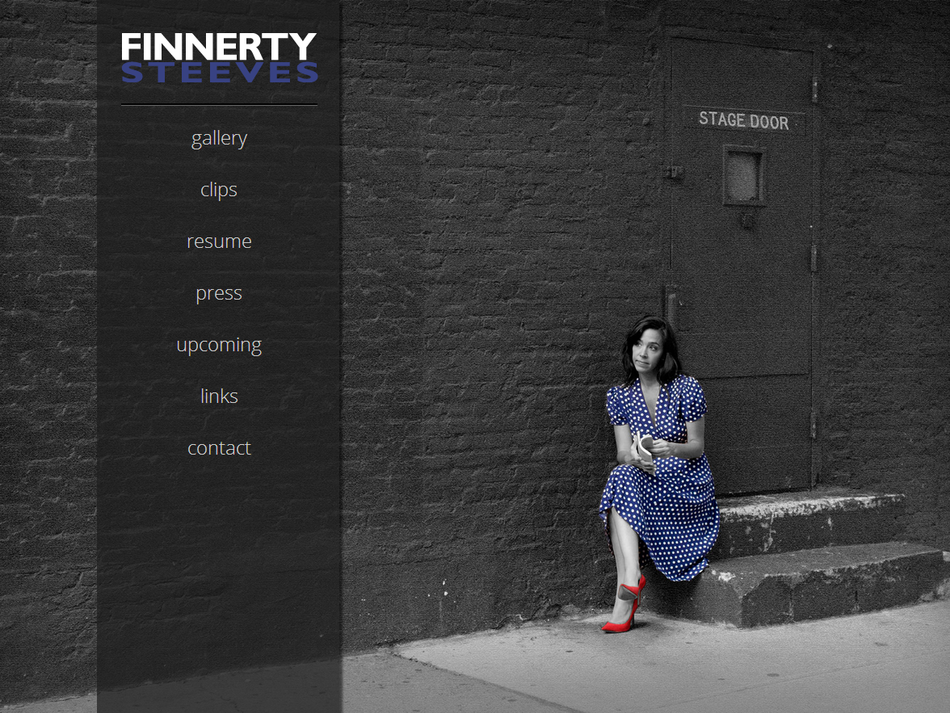 FINNERTY
STEEVES
gallery
clips
resume
press
upcoming
links
contact
STAGE DOOR